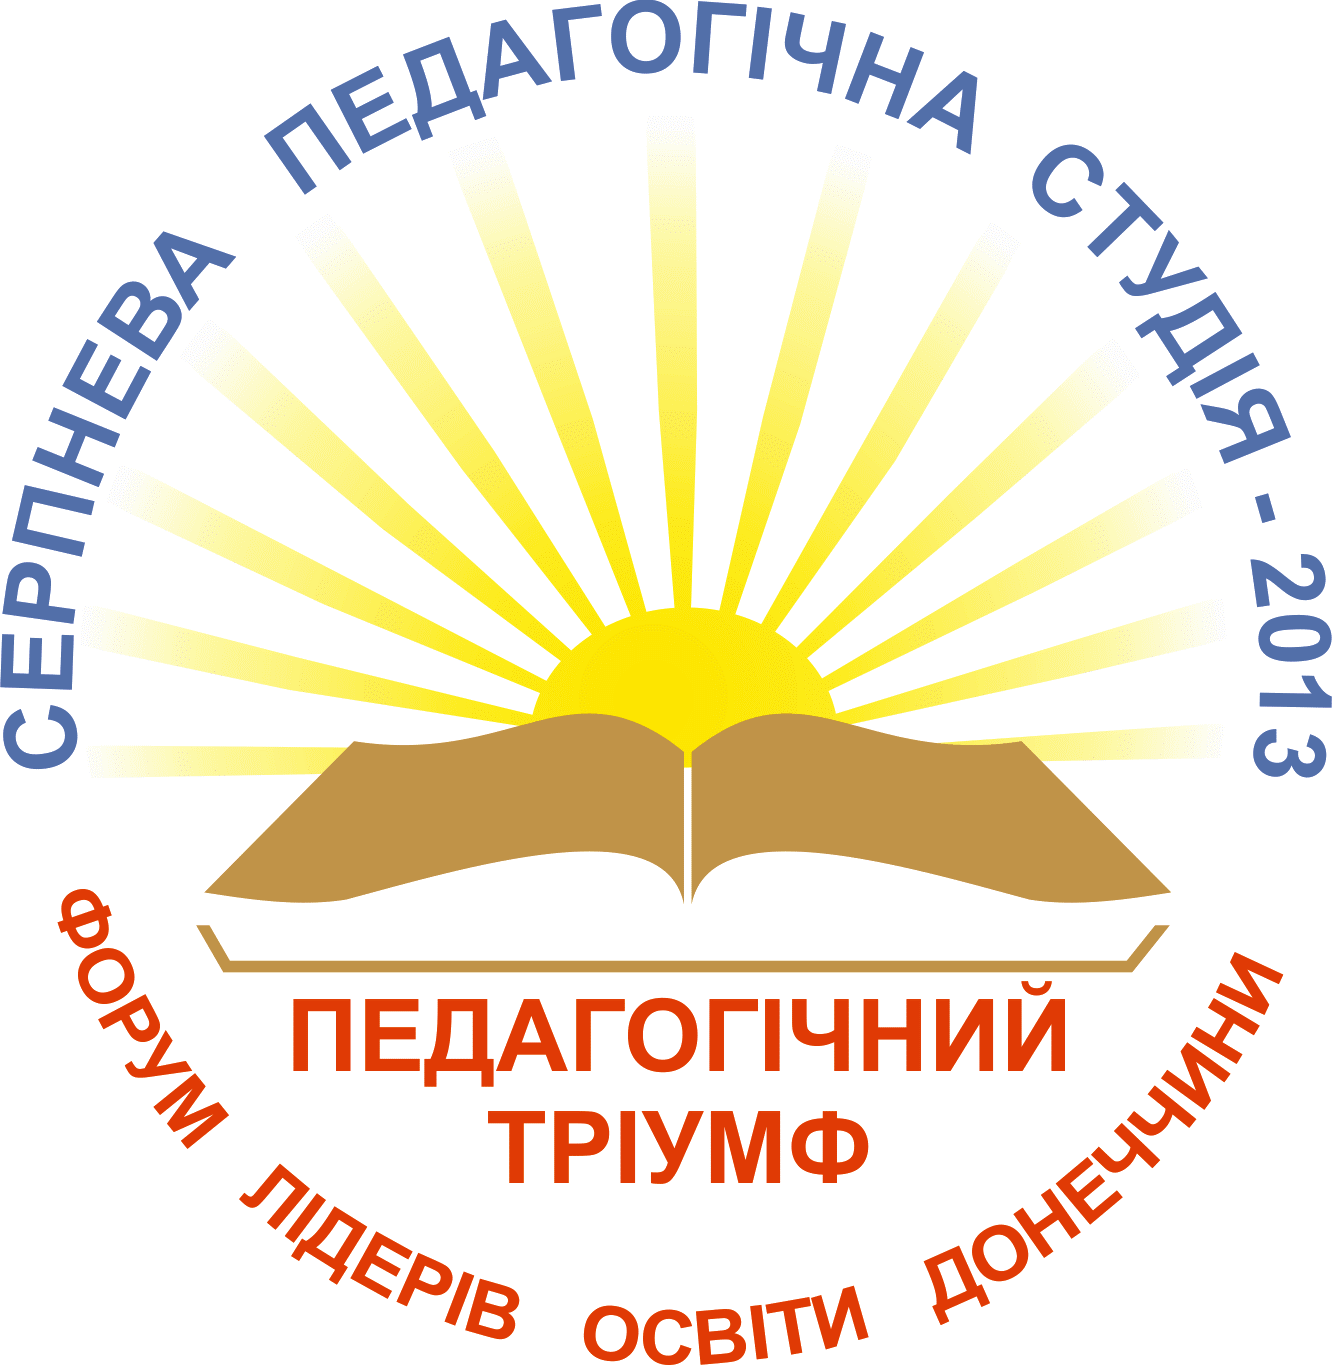 СЕРПНЕВА ПЕДАГОГІЧНА СТУДІЯ - 2013
ПЕДАГОГІЧНИЙ
ТРІУМФ
ФОРУМ ЛІДЕРІВ ОСВІТИ ДОНЕЧЧИНИ